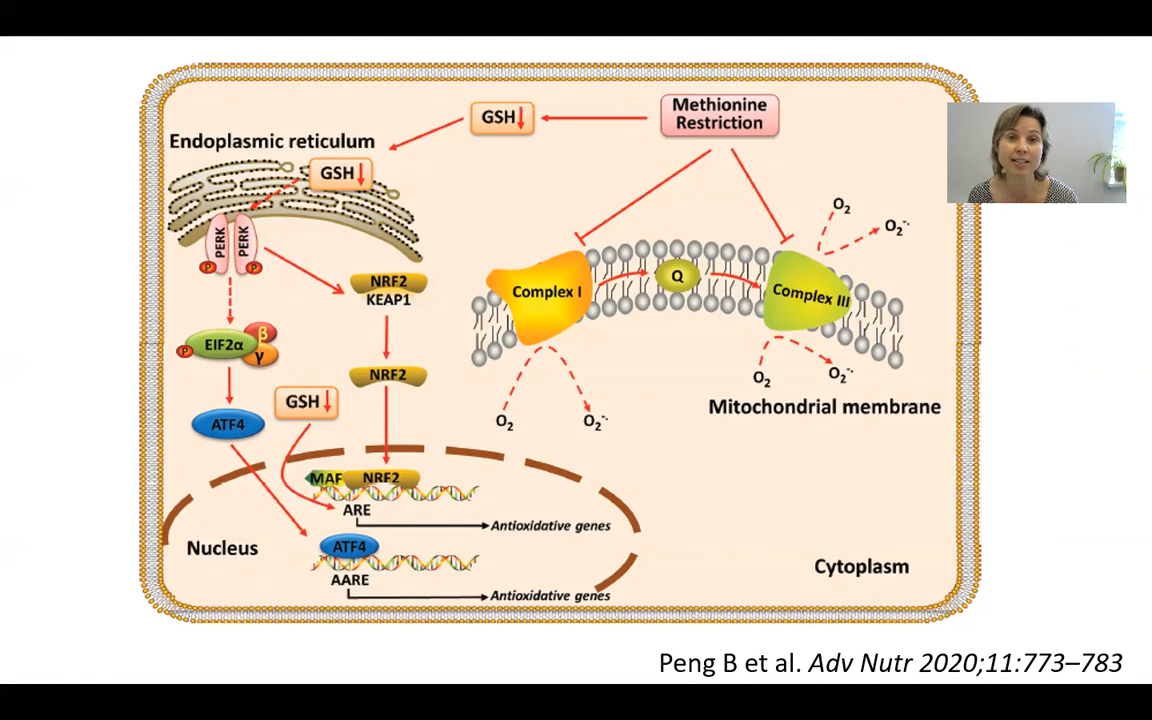 Methionine
Restriction
GSH
Endoplasmic reticulum
GSH
PERK
PERK
P
P
O₂
O₂⁻·
NRF2
KEAP1
Complex I
Q
Complex III
P
EIF2α
β
γ
NRF2
O₂
O₂⁻·
GSH
ATF4
O₂
O₂⁻·
Mitochondrial membrane
MAF
NRF2
ARE
Antioxidative genes
Nucleus
ATF4
AARE
Antioxidative genes
Cytoplasm
Peng B et al. Adv Nutr 2020;11:773–783